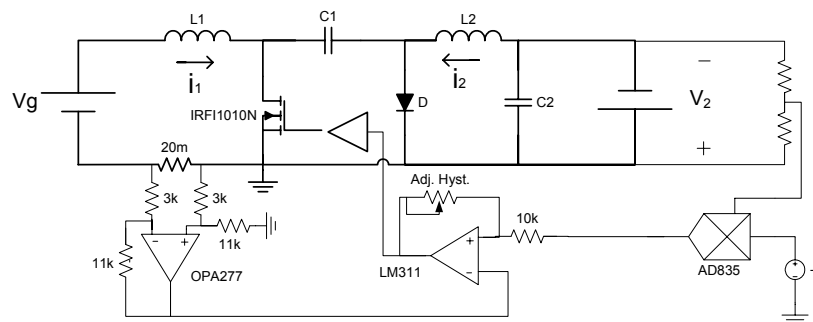 L1
C1
L2
i1
i2
Vg
IRFI1010N
D
C2
−
V2
+
20m
3k
3k
11k
11k
− +
OPA277
Adj. Hyst.
10k
+
−
LM311
AD835
+
-
-